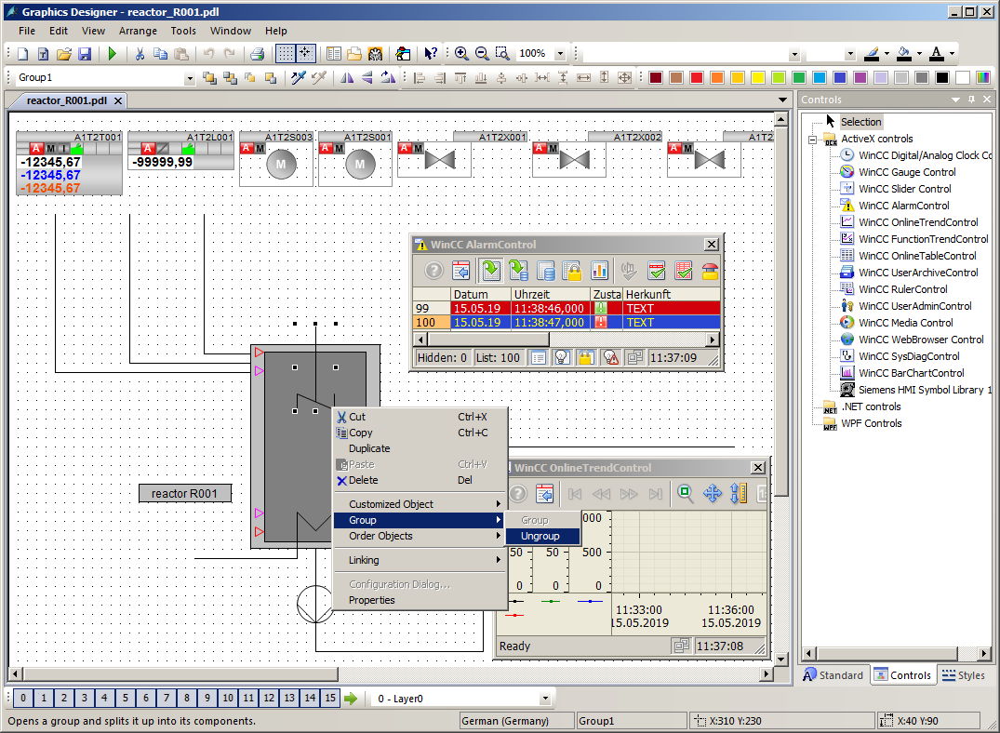 Graphics Designer - reactor_R001.pdl
File Edit View Arrange Tools Window Help
100%
Group1
reactor_R001.pdl
A1T2T001
A M I
-12345,67
-12345,67
-12345,67
A1T2L001
A
-99999,99
A1T2S003
A M
M
A1T2S001
A M
M
A1T2X001
A M
A1T2X002
A M
A1T2
A M
WinCC AlarmControl
Datum Uhrzeit Zusta Herkunft
99 15.05.19 11:38:46,000 TEXT
100 15.05.19 11:38:47,000 TEXT
Hidden: 0 List: 100 11:37:09
reactor R001
Cut Ctrl+X
Copy Ctrl+C
Duplicate
Paste Ctrl+V
Delete Del
Customized Object
Group
Order Objects
Linking
Configuration Dialog...
Properties
Group
Ungroup
WinCC OnlineTrendControl
000
50 50 500
0 0 0
11:33:00 11:36:00
15.05.2019 15.05.2019
Ready 11:37:08
Controls
Selection
ActiveX controls
WinCC Digital/Analog Clock Co
WinCC Gauge Control
WinCC Slider Control
WinCC AlarmControl
WinCC OnlineTrendControl
WinCC FunctionTrendControl
WinCC OnlineTableControl
WinCC UserArchiveControl
WinCC RulerControl
WinCC UserAdminControl
WinCC Media Control
WinCC WebBrowser Control
WinCC SysDiagControl
WinCC BarChartControl
Siemens HMI Symbol Library 1
.NET controls
WPF Controls
Standard Controls Styles
0 1 2 3 4 5 6 7 8 9 10 11 12 13 14 15
0 - Layer0
Opens a group and splits it up into its components.
German (Germany)
Group1
X:310 Y:230
X:40 Y:90